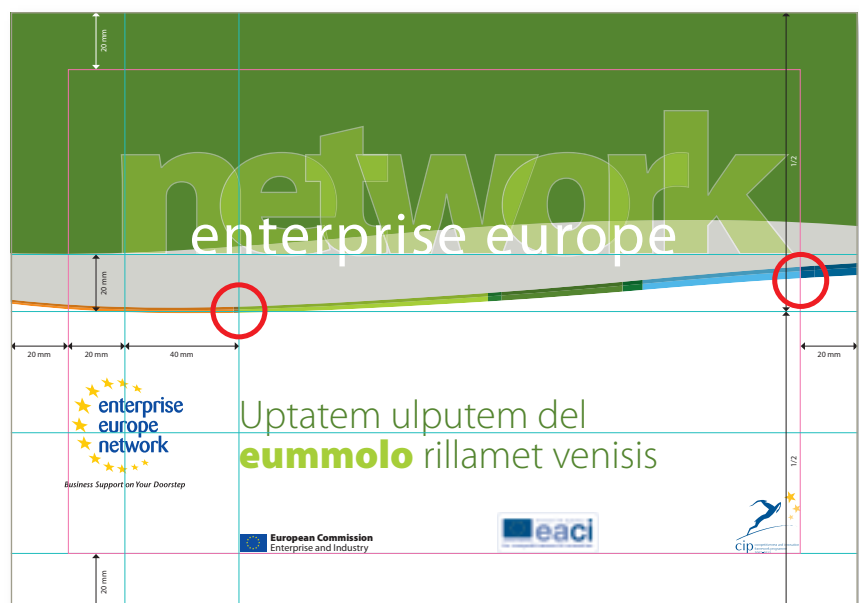 20 mm
network
1/2
enterprise europe
20 mm
20 mm
20 mm
40 mm
20 mm
enterprise
europe
network
Business Support on Your Doorstep
Uptatem ulputem del
eummolo rillamet venisis
1/2
European Commission
Enterprise and Industry
eaci
cip
20 mm